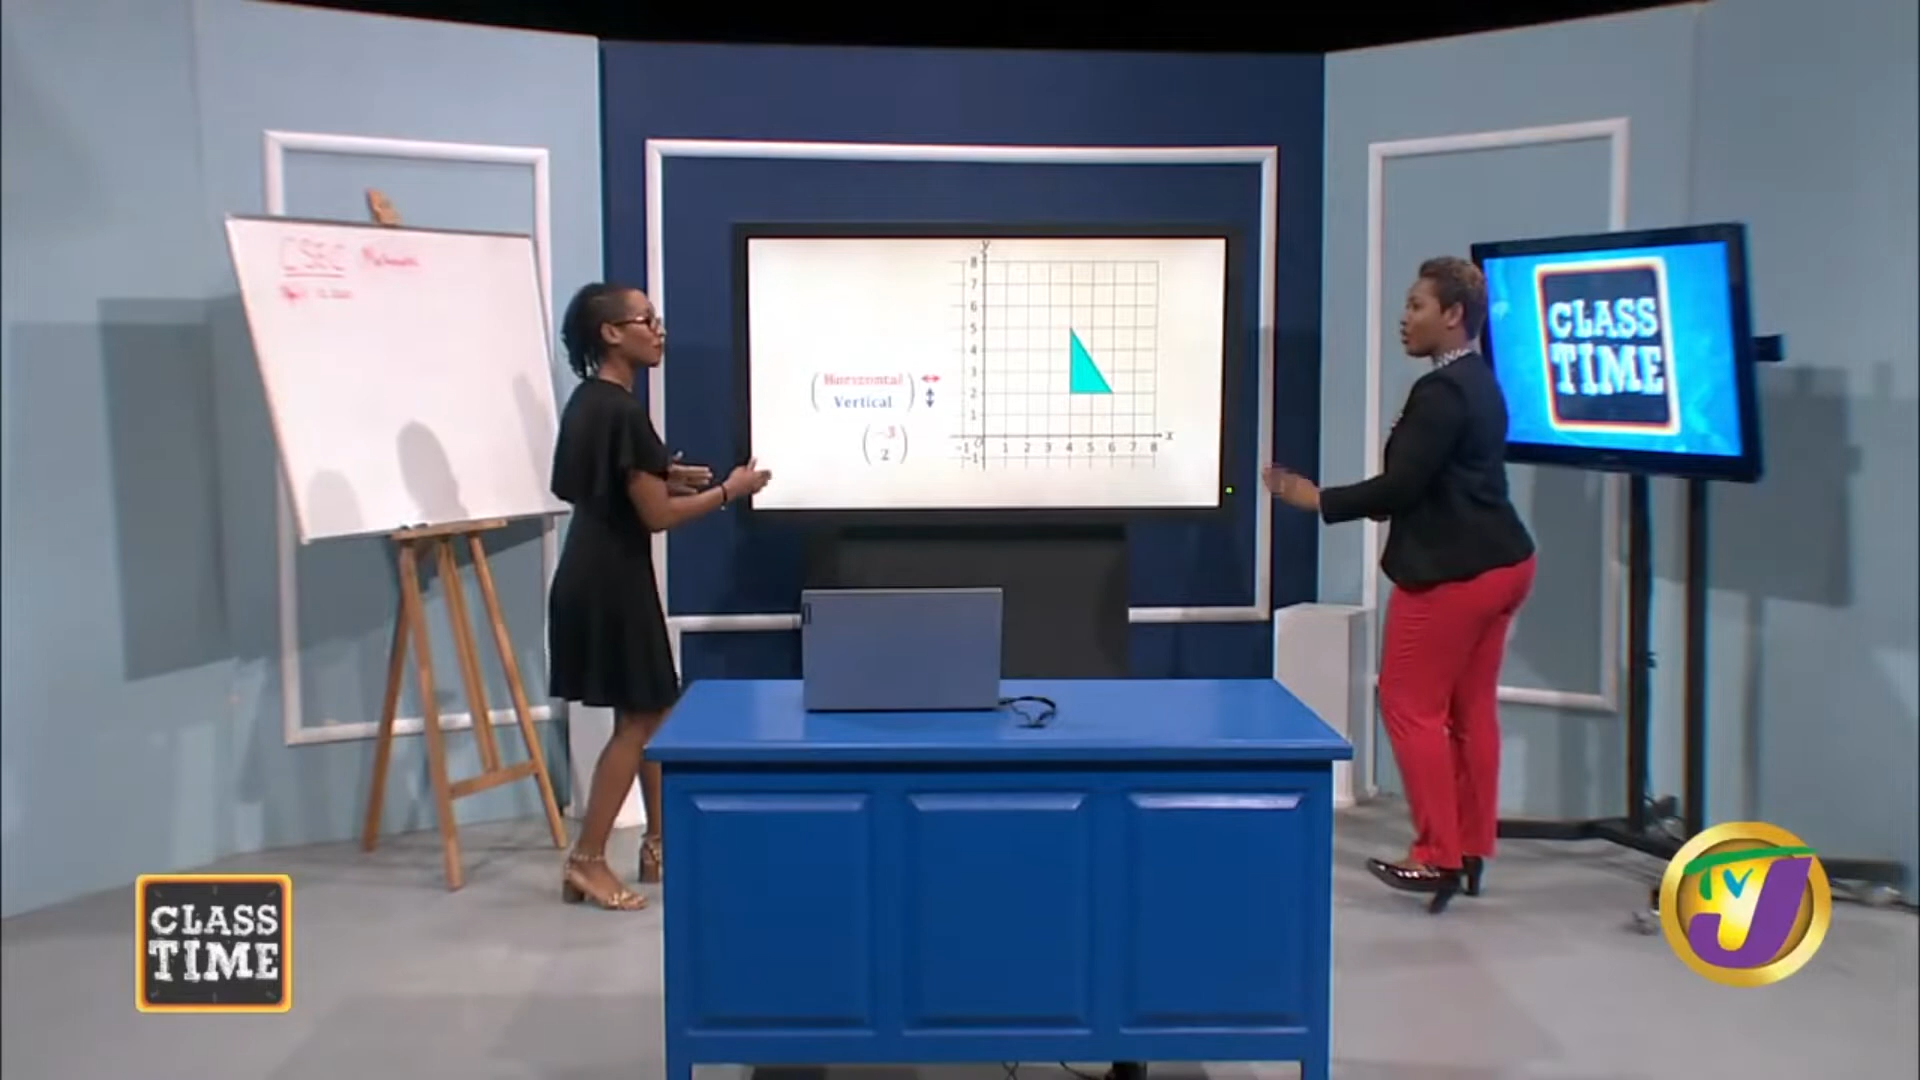 CSEC
y
8
7
6
5
4
3
2
1
-1 O 1 2 3 4 5 6 7 8 x
-1
Horizontal
Vertical
-3
2
CLASS
TIME
CLASS
TIME
TVJ